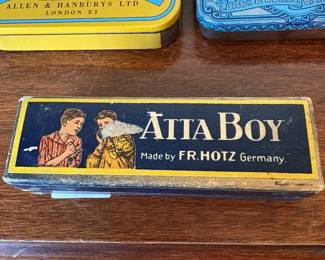 ALLEN & HANBURYS LTD
LONDON E2
ATTA BOY
Made by FR. HOTZ Germany.